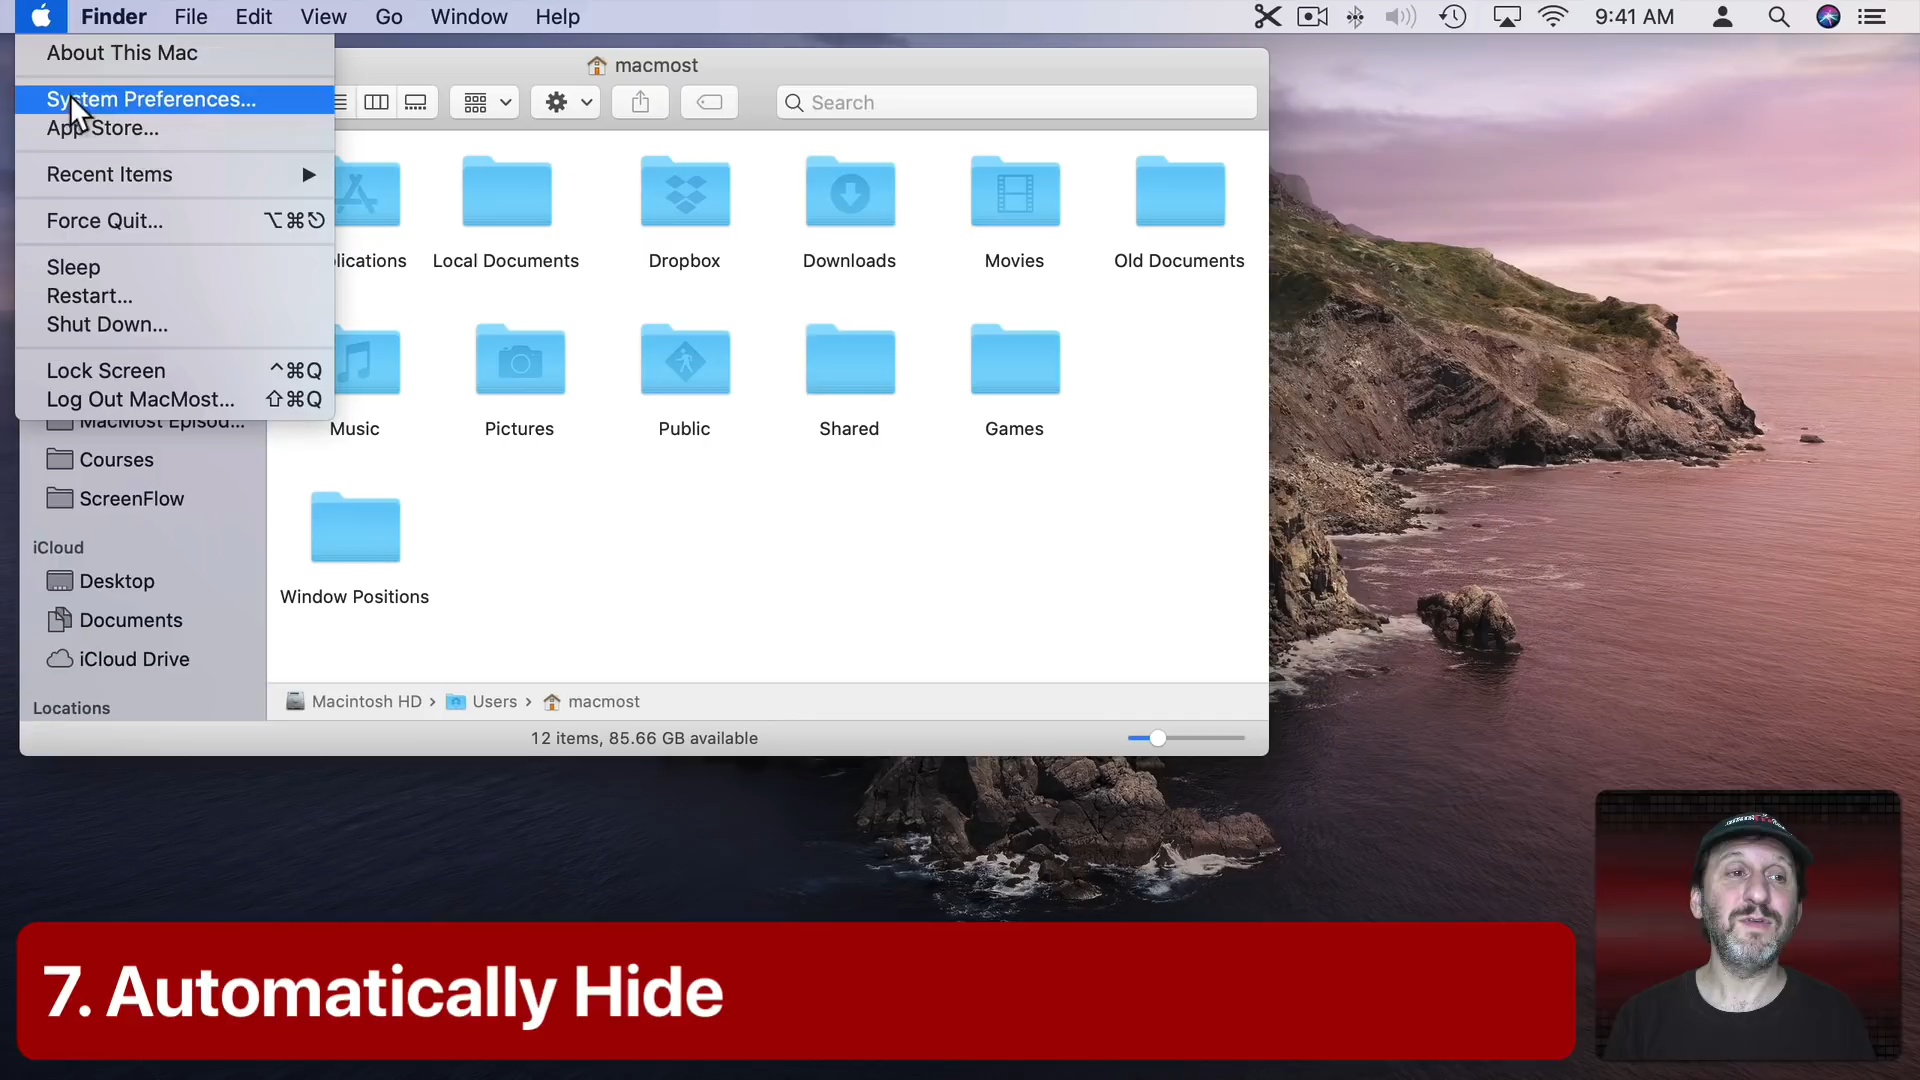 Finder File Edit View Go Window Help 9:41 AM
About This Mac
System Preferences...
App Store...
Recent Items ▶
Force Quit... ⌥⌘⎋
Sleep
Restart...
Shut Down...
Lock Screen ^⌘Q
Log Out MacMost... ⇧⌘Q
macmost
Search
lications Local Documents Dropbox Downloads Movies Old Documents
Music Pictures Public Shared Games
Window Positions
MacMost Episod...
Courses
ScreenFlow
iCloud
Desktop
Documents
iCloud Drive
Locations
Macintosh HD › Users › macmost
12 items, 85.66 GB available
7. Automatically Hide